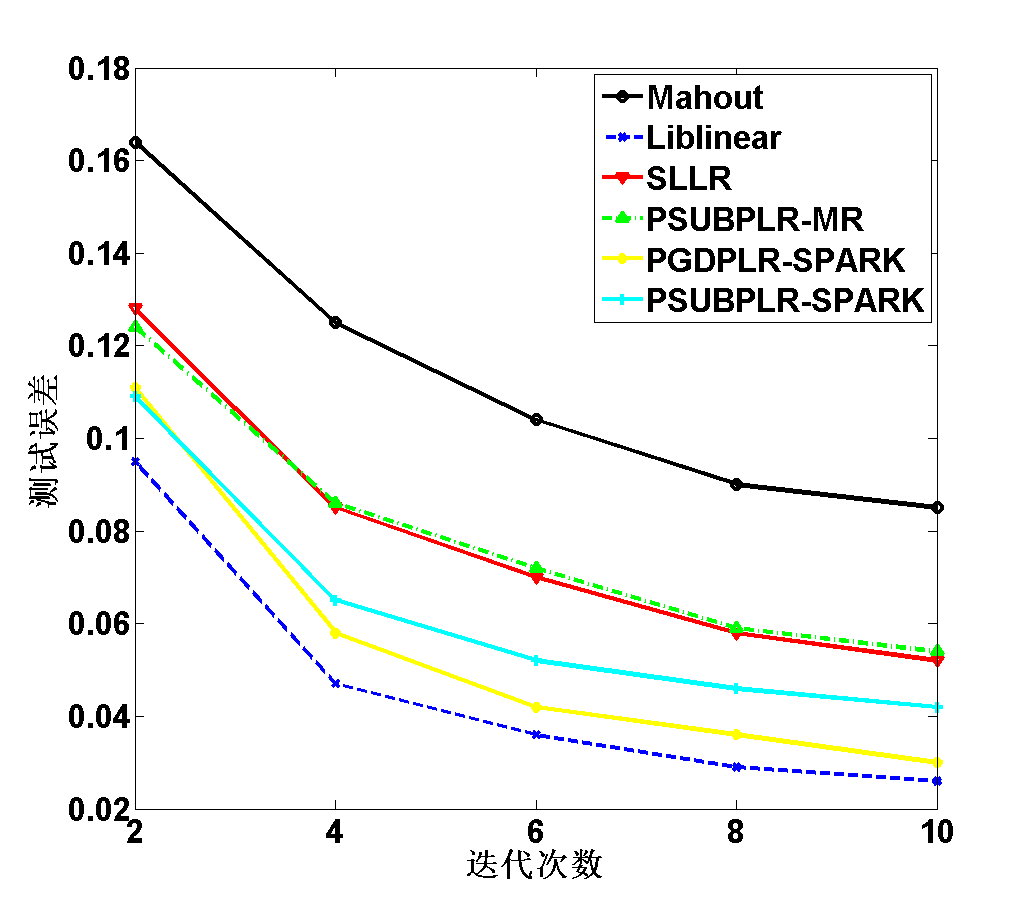 0.18
0.16
0.14
0.12
0.1
0.08
0.06
0.04
0.02
测试误差
Mahout
Liblinear
SLLR
PSUBPLR-MR
PGDPLR-SPARK
PSUBPLR-SPARK
2 4 6 8 10
迭代次数